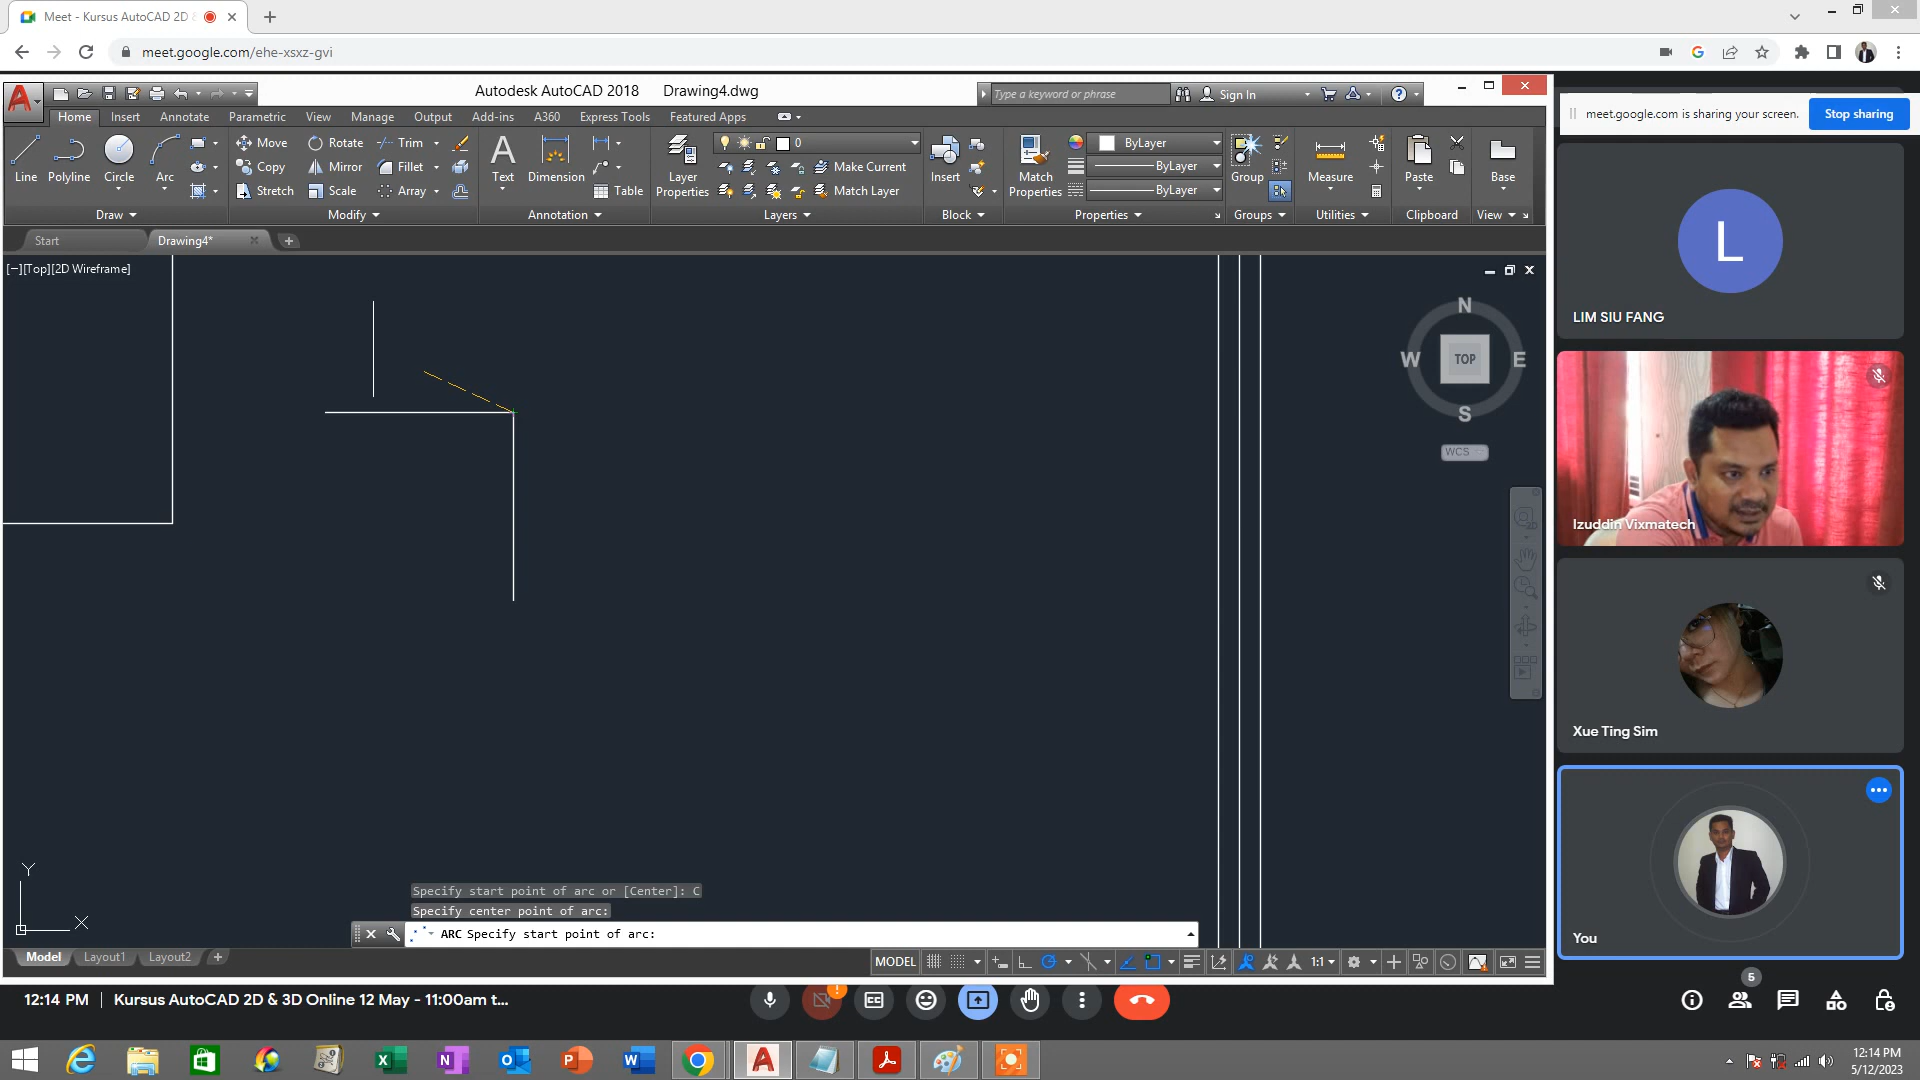 Meet - Kursus AutoCAD 2D
meet.google.com/ehe-xsxz-gvi
Autodesk AutoCAD 2018 Drawing4.dwg
Type a keyword or phrase
Sign In
Home Insert Annotate Parametric View Manage Output Add-ins A360 Express Tools Featured Apps
meet.google.com is sharing your screen.
Stop sharing
Line Polyline Circle Arc
Move Rotate Trim
Copy Mirror Fillet
Stretch Scale Array
Text Dimension Table
Layer Properties
0
Make Current
Match Layer
Insert
Match Properties
ByLayer
ByLayer
ByLayer
Group
Measure
Paste
Base
Draw Modify Annotation Layers Block Properties Groups Utilities Clipboard View
Start Drawing4*
[−][Top][2D Wireframe]
N
W TOP E
S
WCS
2D
L
LIM SIU FANG
Izuddin Vixmatech
Xue Ting Sim
You
Y
X
Specify start point of arc or [Center]: C
Specify center point of arc:
ARC Specify start point of arc:
Model Layout1 Layout2
MODEL
1:1
12:14 PM Kursus AutoCAD 2D & 3D Online 12 May - 11:00am t...
5
12:14 PM
5/12/2023